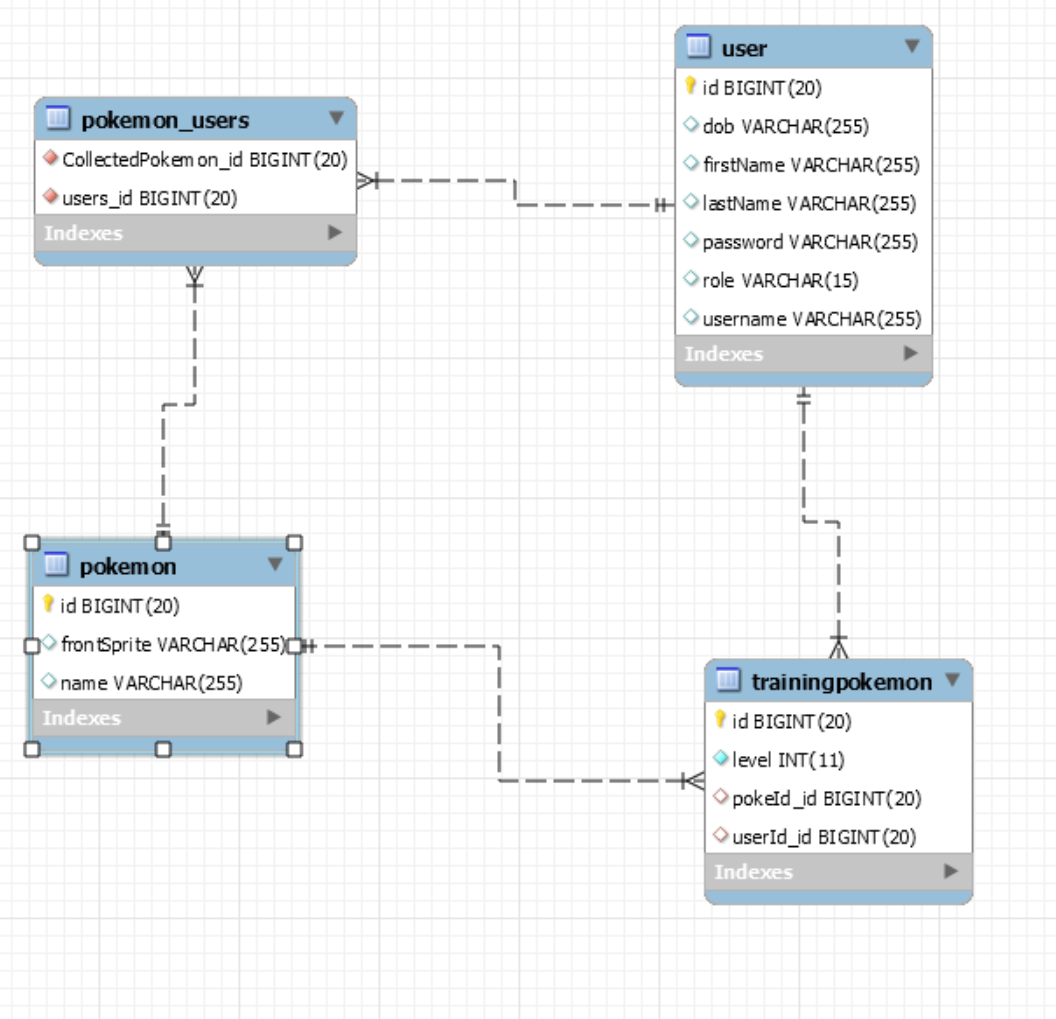 pokemon_users
CollectedPokemon_id BIGINT(20)
users_id BIGINT(20)
Indexes
user
id BIGINT(20)
dob VARCHAR(255)
firstName VARCHAR(255)
lastName VARCHAR(255)
password VARCHAR(255)
role VARCHAR(15)
username VARCHAR(255)
Indexes
pokemon
id BIGINT(20)
frontSprite VARCHAR(255)
name VARCHAR(255)
Indexes
trainingpokemon
id BIGINT(20)
level INT(11)
pokeId_id BIGINT(20)
userId_id BIGINT(20)
Indexes